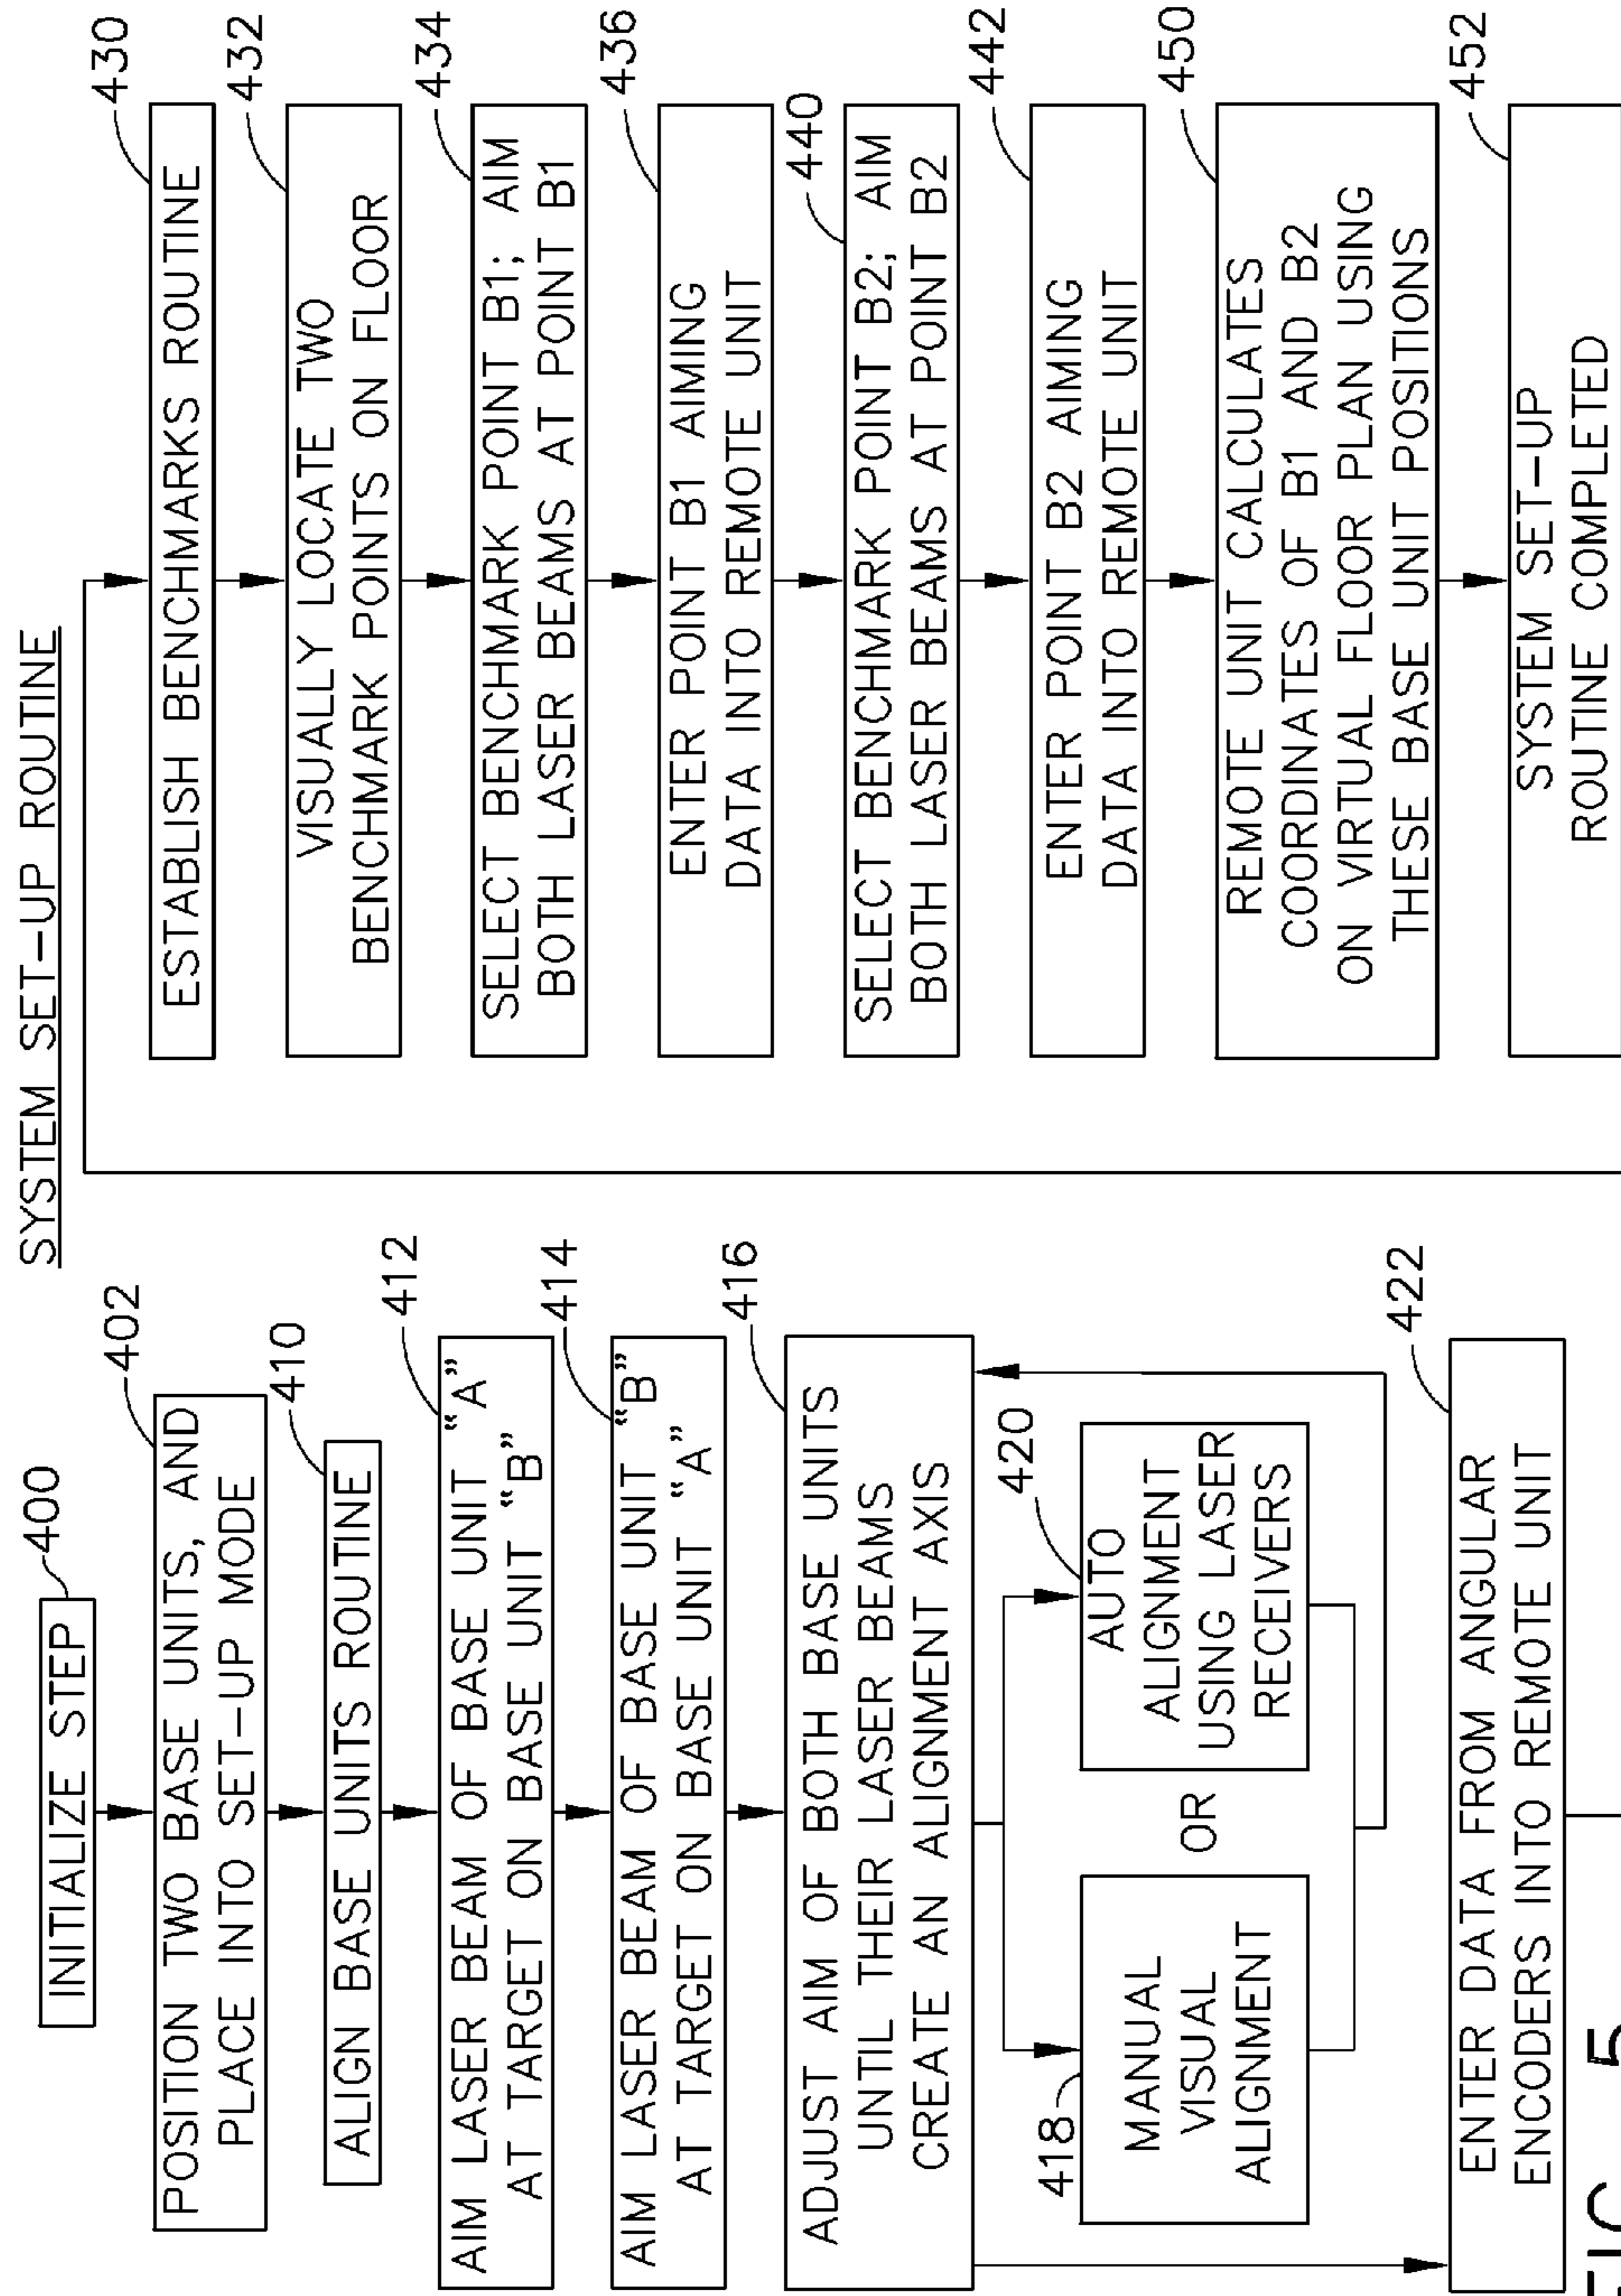 SYSTEM SET-UP ROUTINE
400
INITIALIZE STEP
402
POSITION TWO BASE UNITS, AND
PLACE INTO SET-UP MODE
410
ALIGN BASE UNITS ROUTINE
412
AIM LASER BEAM OF BASE UNIT "A"
AT TARGET ON BASE UNIT "B"
414
AIM LASER BEAM OF BASE UNIT "B"
AT TARGET ON BASE UNIT "A"
416
ADJUST AIM OF BOTH BASE UNITS
UNTIL THEIR LASER BEAMS
CREATE AN ALIGNMENT AXIS
418
MANUAL
VISUAL
ALIGNMENT
OR
420
AUTO
ALIGNMENT
USING LASER
RECEIVERS
422
ENTER DATA FROM ANGULAR
ENCODERS INTO REMOTE UNIT
430
ESTABLISH BENCHMARKS ROUTINE
432
VISUALLY LOCATE TWO
BENCHMARK POINTS ON FLOOR
434
SELECT BENCHMARK POINT B1; AIM
BOTH LASER BEAMS AT POINT B1
436
ENTER POINT B1 AIMING
DATA INTO REMOTE UNIT
440
SELECT BENCHMARK POINT B2; AIM
BOTH LASER BEAMS AT POINT B2
442
ENTER POINT B2 AIMING
DATA INTO REMOTE UNIT
450
REMOTE UNIT CALCULATES
COORDINATES OF B1 AND B2
ON VIRTUAL FLOOR PLAN USING
THESE BASE UNIT POSITIONS
452
SYSTEM SET-UP
ROUTINE COMPLETED